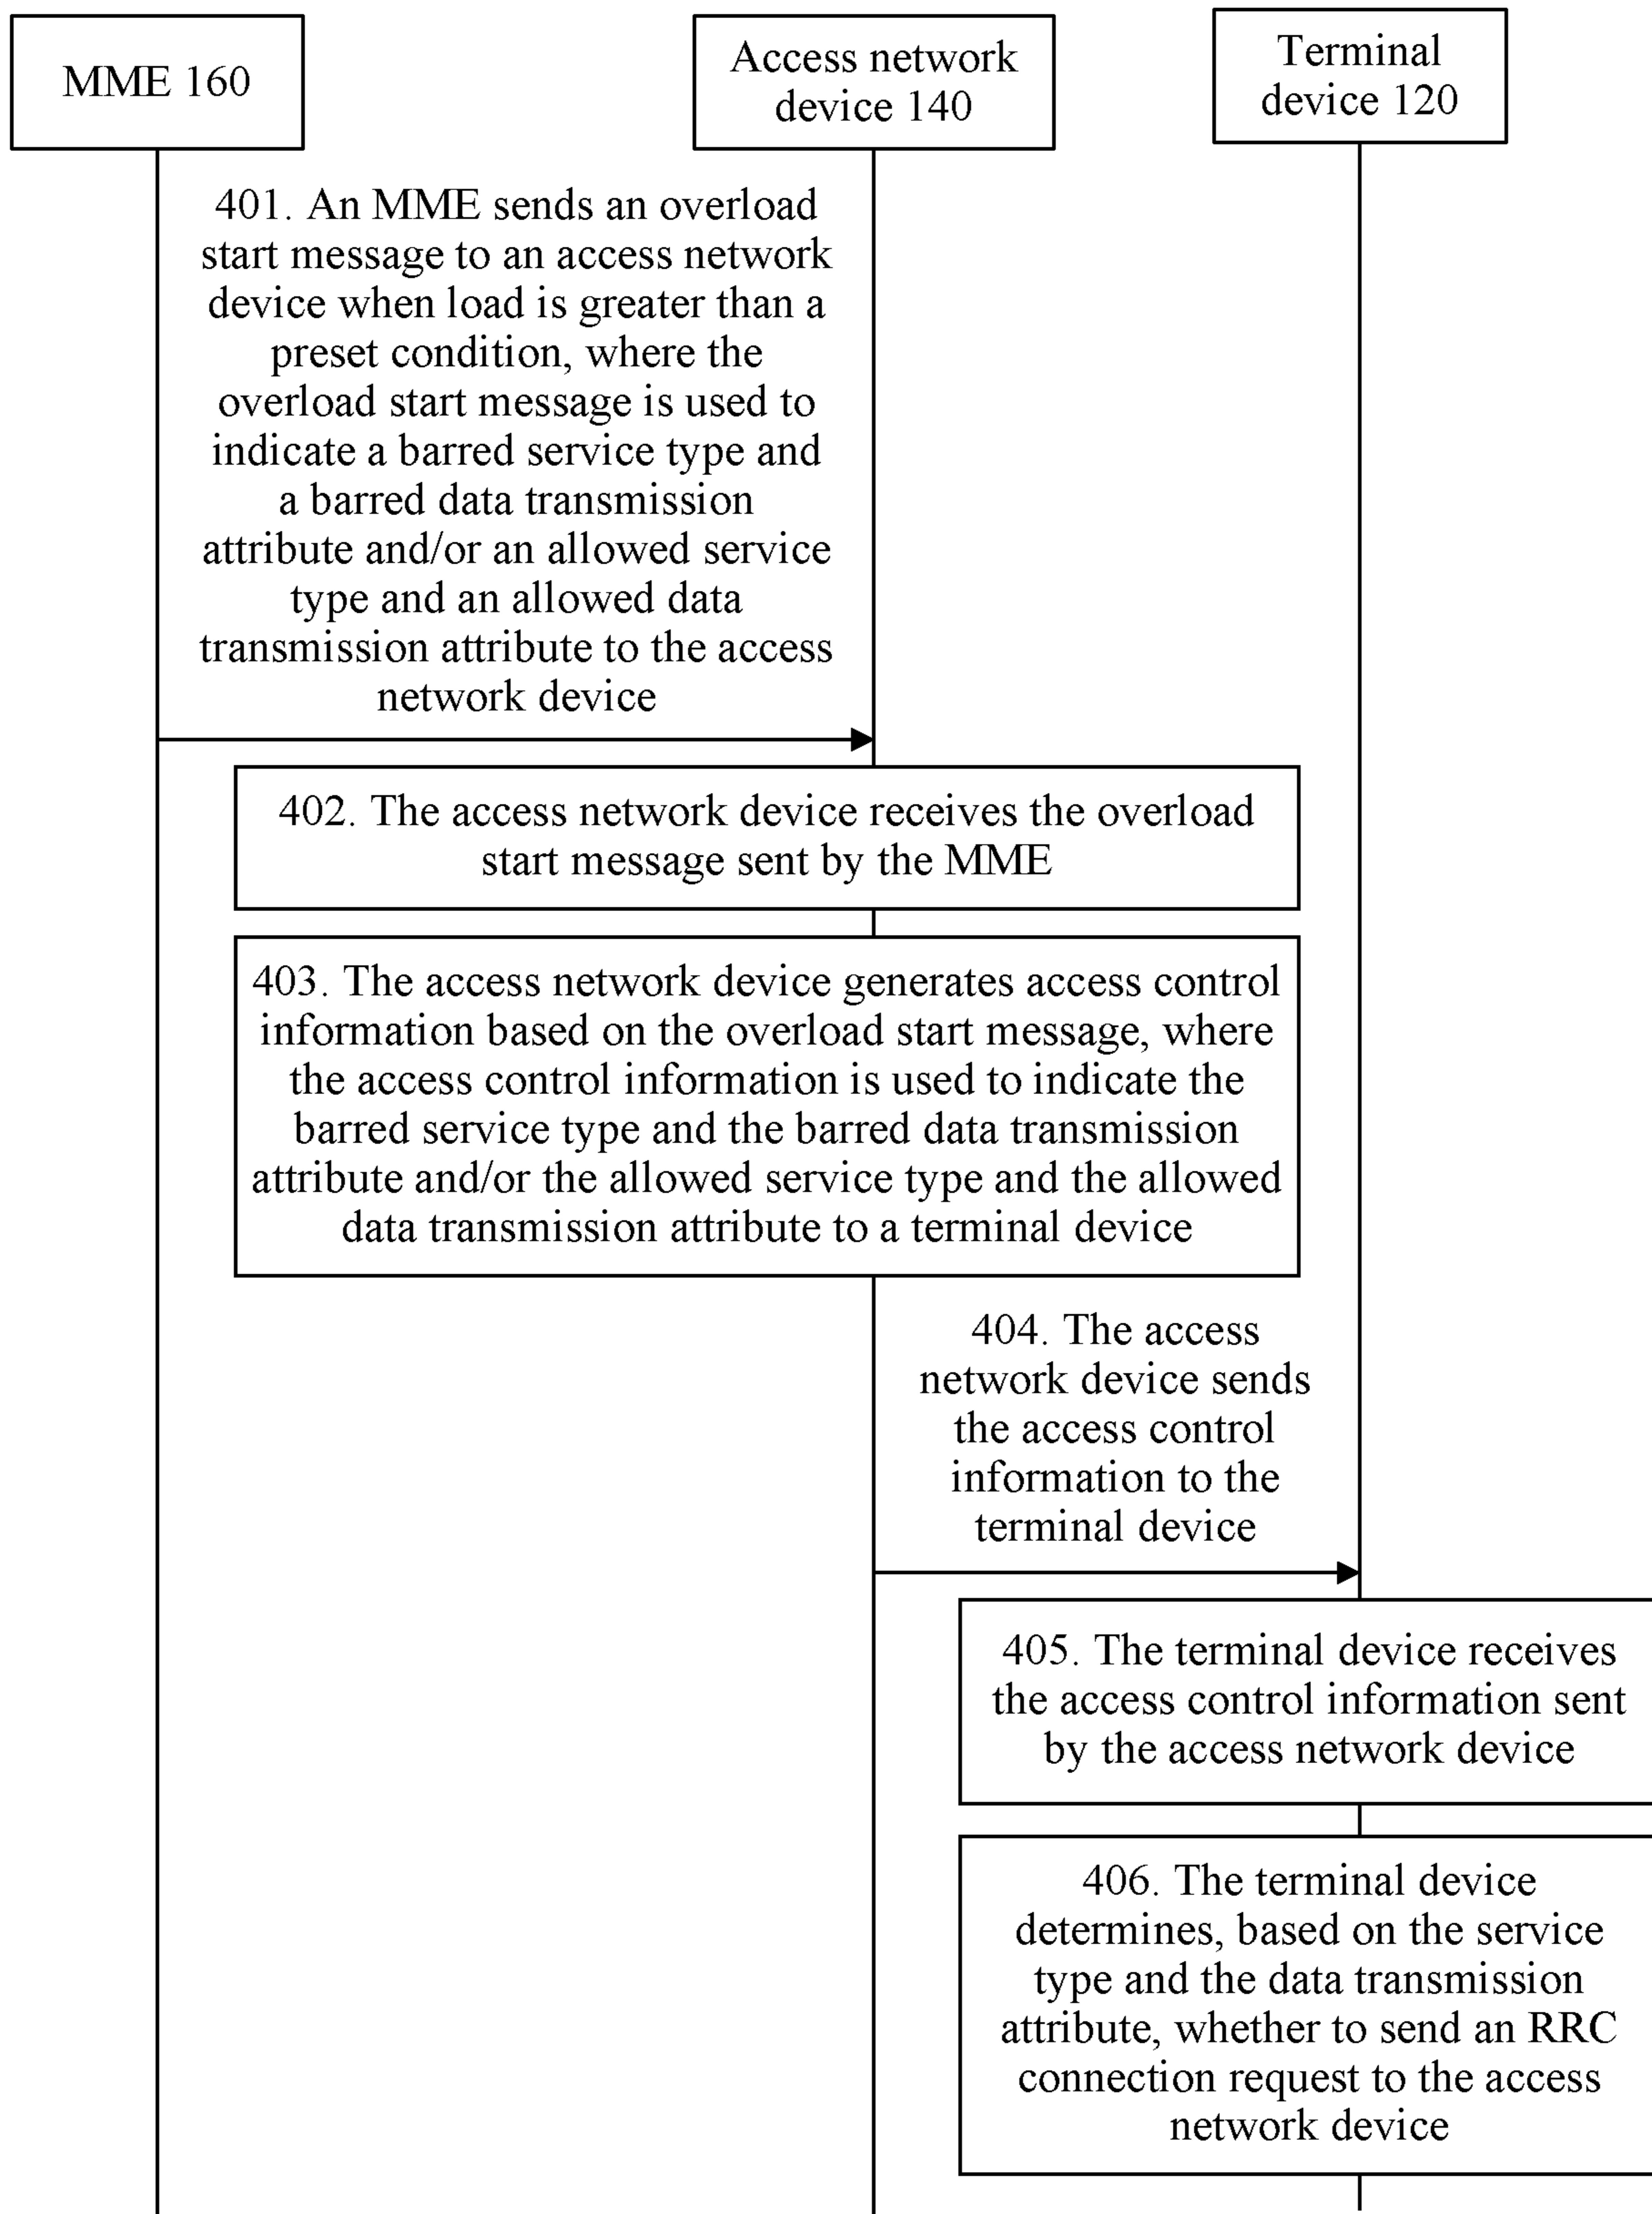 MME 160
Access network
device 140
Terminal
device 120
401. An MME sends an overload
start message to an access network
device when load is greater than a
preset condition, where the
overload start message is used to
indicate a barred service type and
a barred data transmission
attribute and/or an allowed service
type and an allowed data
transmission attribute to the access
network device
402. The access network device receives the overload
start message sent by the MME
403. The access network device generates access control
information based on the overload start message, where
the access control information is used to indicate the
barred service type and the barred data transmission
attribute and/or the allowed service type and the allowed
data transmission attribute to a terminal device
404. The access
network device sends
the access control
information to the
terminal device
405. The terminal device receives
the access control information sent
by the access network device
406. The terminal device
determines, based on the service
type and the data transmission
attribute, whether to send an RRC
connection request to the access
network device